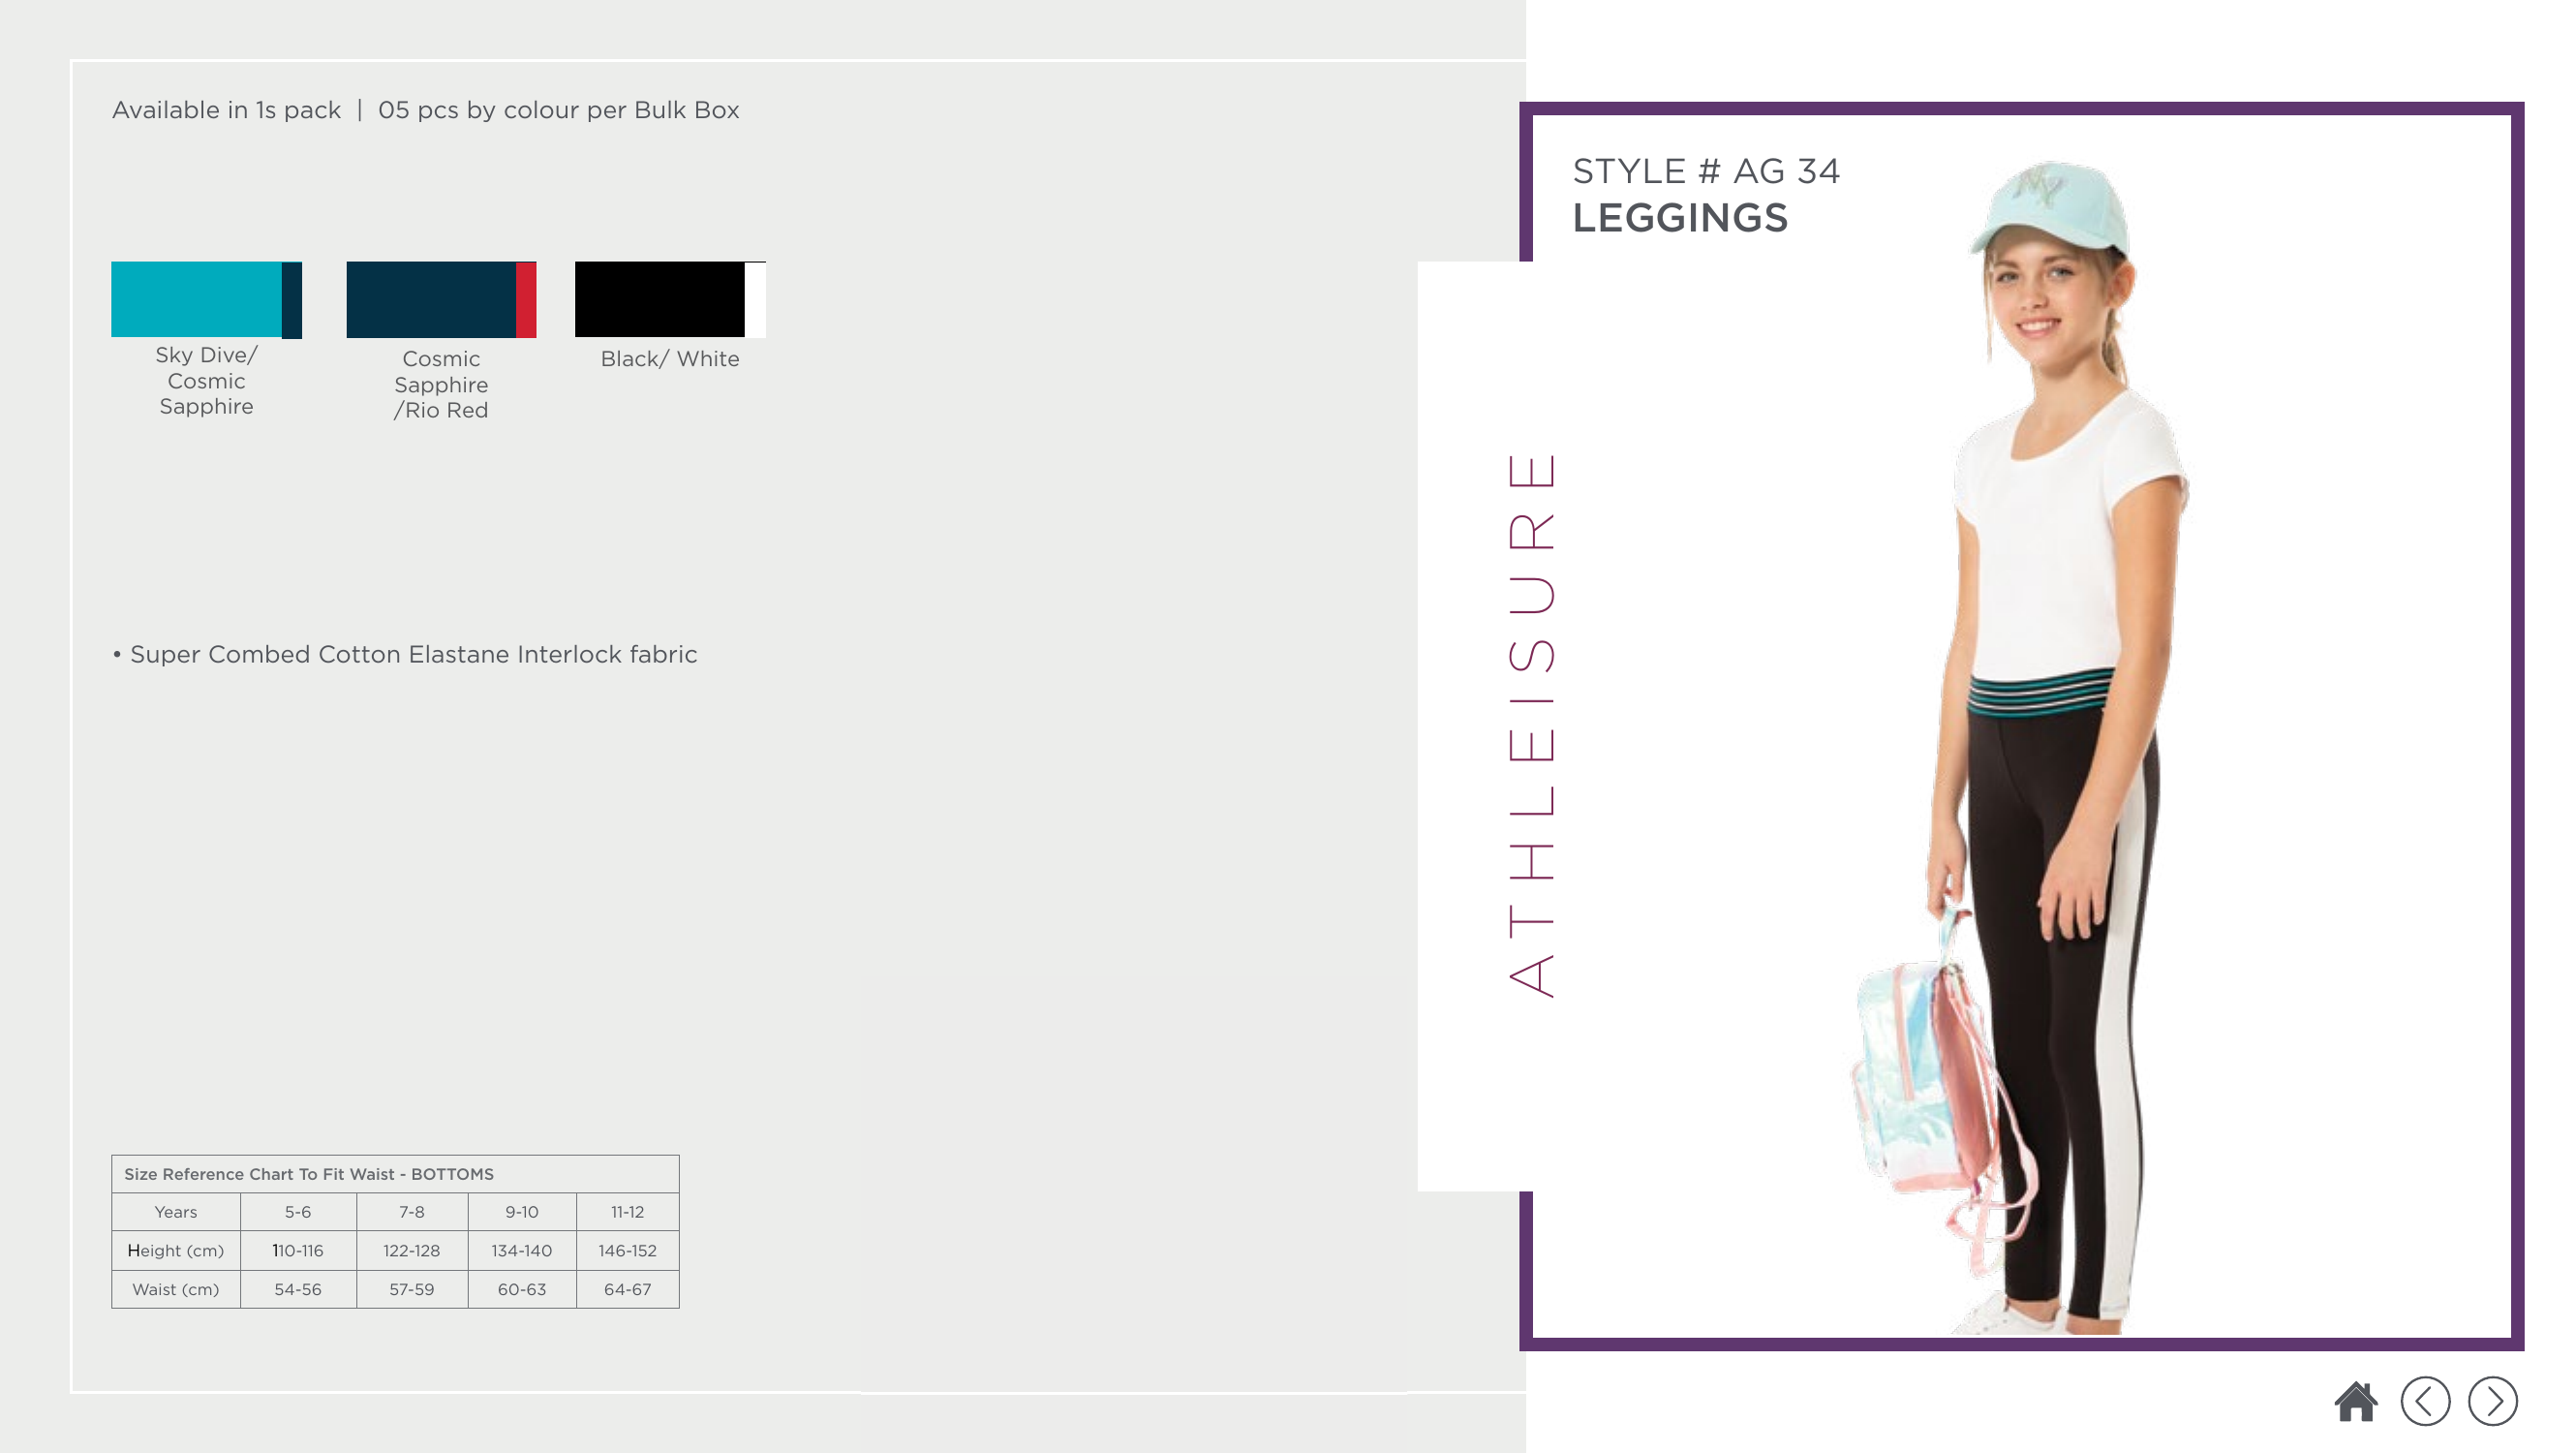 Available in 1s pack | 05 pcs by colour per Bulk Box
Sky Dive/
Cosmic
Sapphire
Cosmic
Sapphire
/Rio Red
Black/ White
• Super Combed Cotton Elastane Interlock fabric
Size Reference Chart To Fit Waist - BOTTOMS
Years 5-6 7-8 9-10 11-12
Height (cm) 110-116 122-128 134-140 146-152
Waist (cm) 54-56 57-59 60-63 64-67
ATHLEISURE
STYLE # AG 34
LEGGINGS
NY